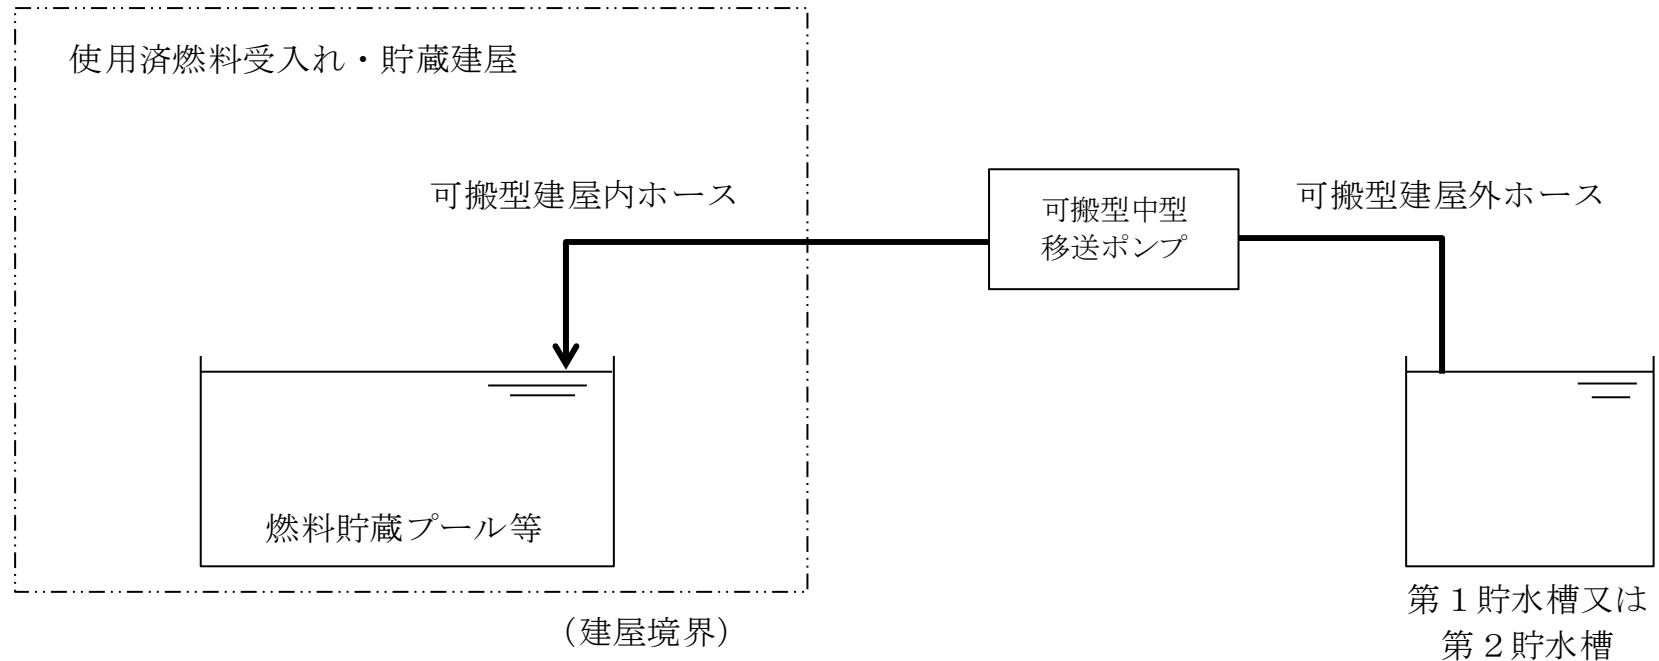 使用済燃料受入れ・貯蔵建屋
可搬型建屋内ホース
可搬型中型
移送ポンプ
可搬型建屋外ホース
燃料貯蔵プール等
第１貯水槽又は
第２貯水槽
（建屋境界）